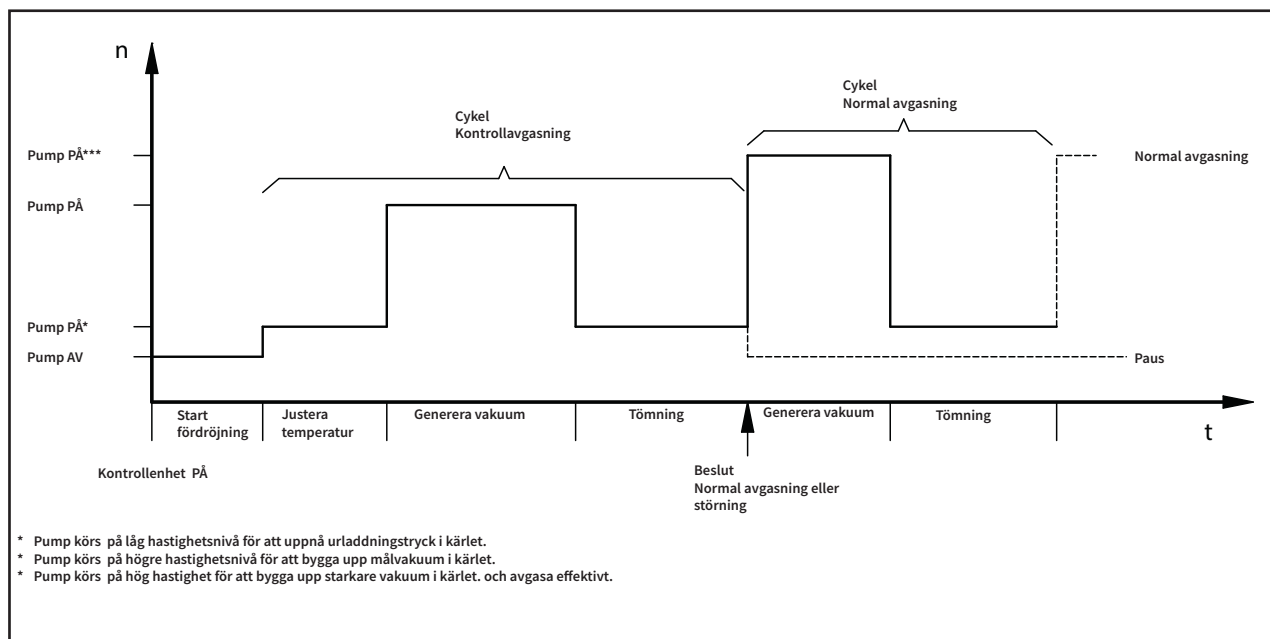 n
Cykel
Normal avgasning
Cykel
Kontrollavgasning
Pump PÅ***
Normal avgasning
Pump PÅ
Pump PÅ*
Pump AV
Paus
Start
fördröjning
Justera
temperatur
Generera vakuum
Tömning
Generera vakuum
Tömning
t
Kontrollenhet PÅ
Beslut
Normal avgasning eller
störning
* Pump körs på låg hastighetsnivå för att uppnå urladdningstryck i kärlet.
* Pump körs på högre hastighetsnivå för att bygga upp målvakuum i kärlet.
* Pump körs på hög hastighet för att bygga upp starkare vakuum i kärlet. och avgasa effektivt.